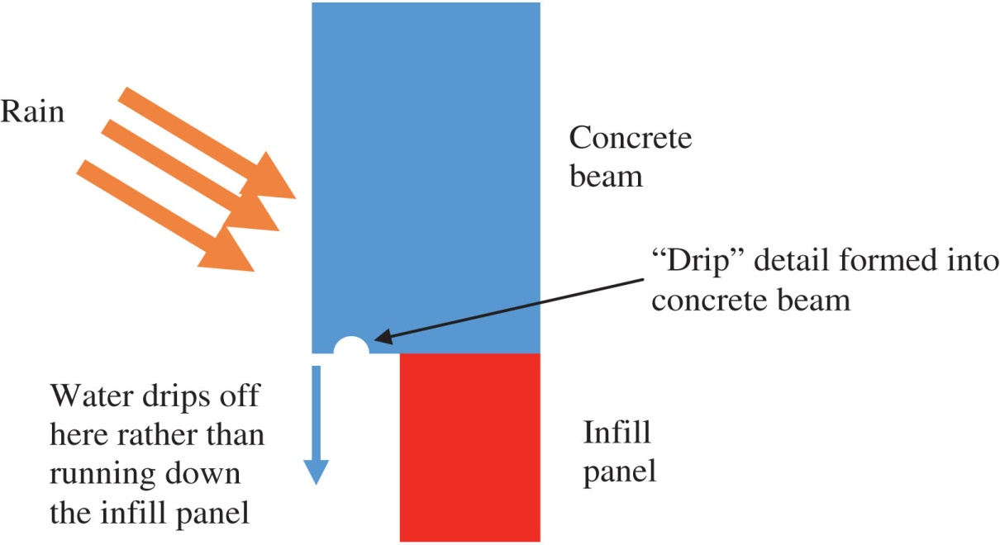 Rain
Concrete
beam
“Drip” detail formed into
concrete beam
Water drips off
here rather than
running down
the infill panel
Infill
panel